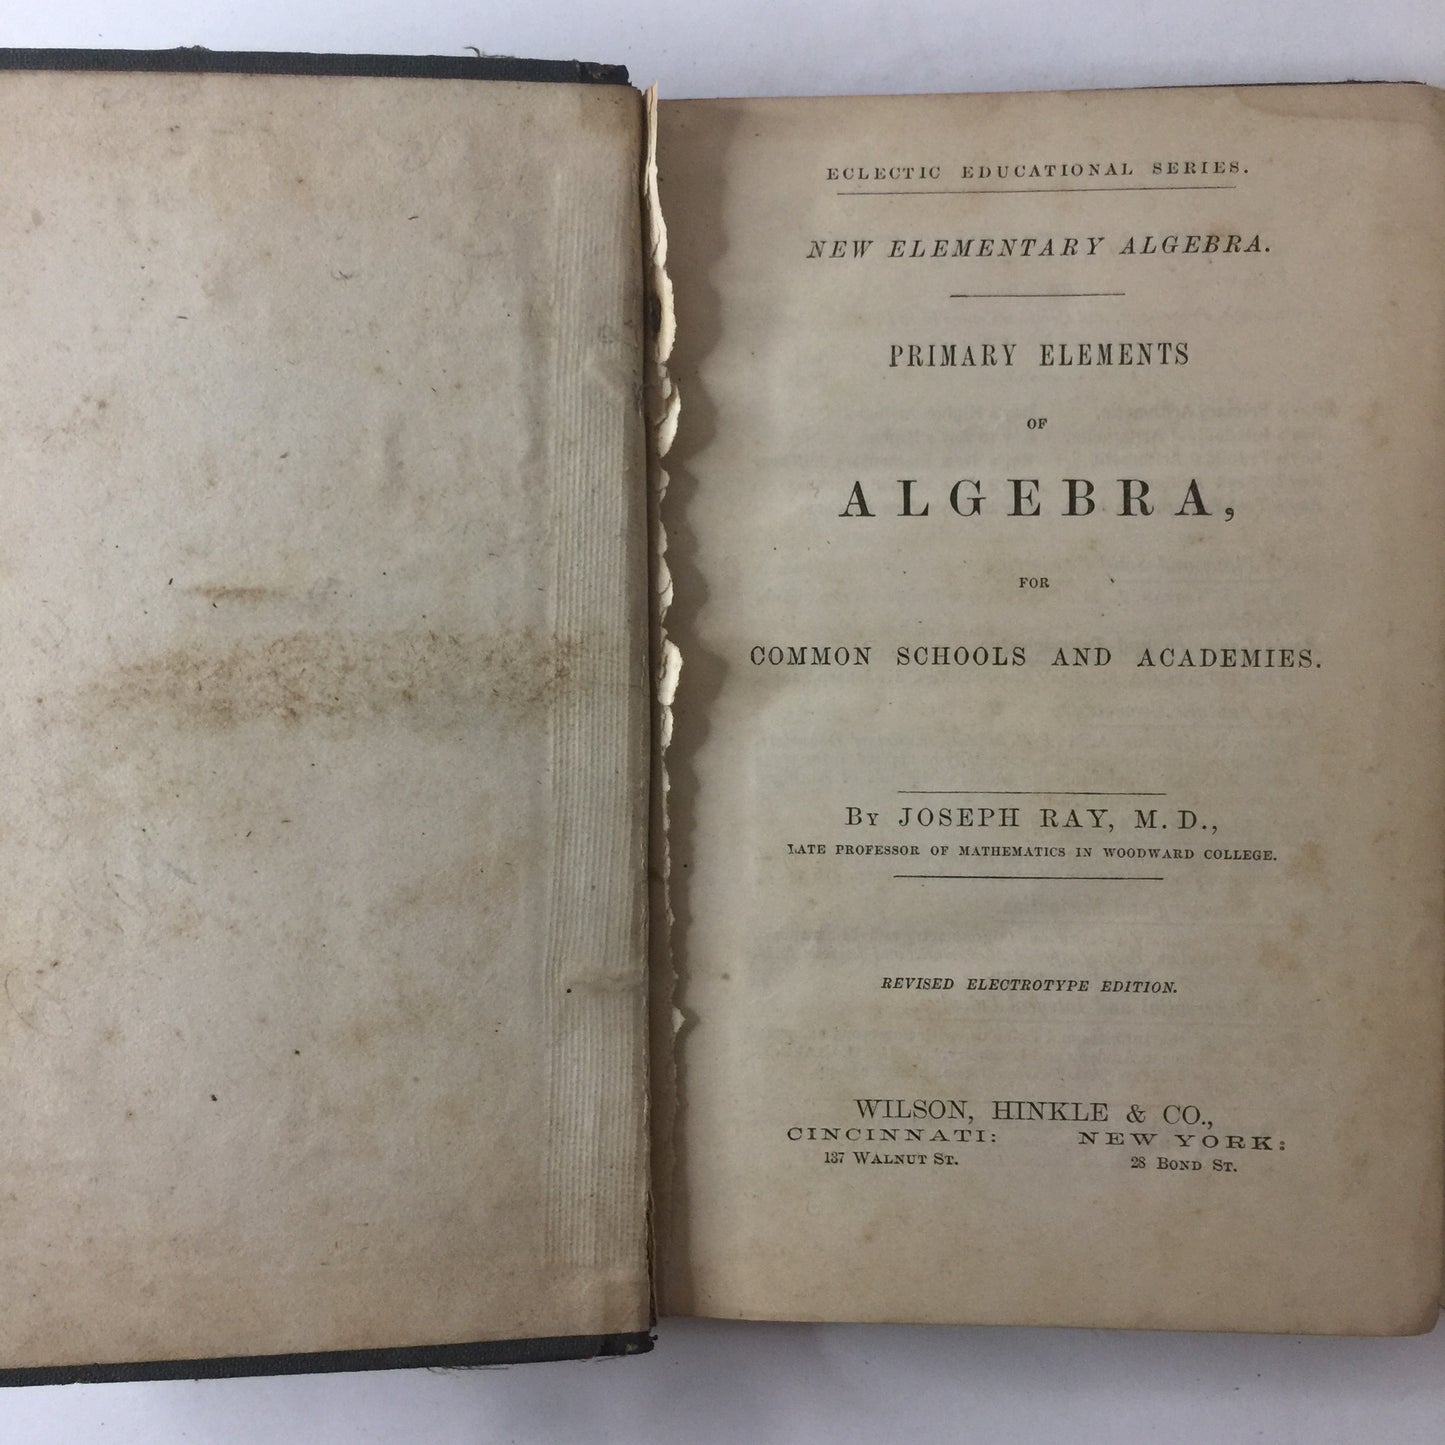 ECLECTIC EDUCATIONAL SERIES.
NEW ELEMENTARY ALGEBRA.
PRIMARY ELEMENTS
OF
ALGEBRA,
FOR
COMMON SCHOOLS AND ACADEMIES.
BY JOSEPH RAY, M. D.,
LATE PROFESSOR OF MATHEMATICS IN WOODWARD COLLEGE.
REVISED ELECTROTYPE EDITION.
WILSON, HINKLE & CO.,
CINCINNATI: NEW YORK:
137 WALNUT ST. 28 BOND ST.